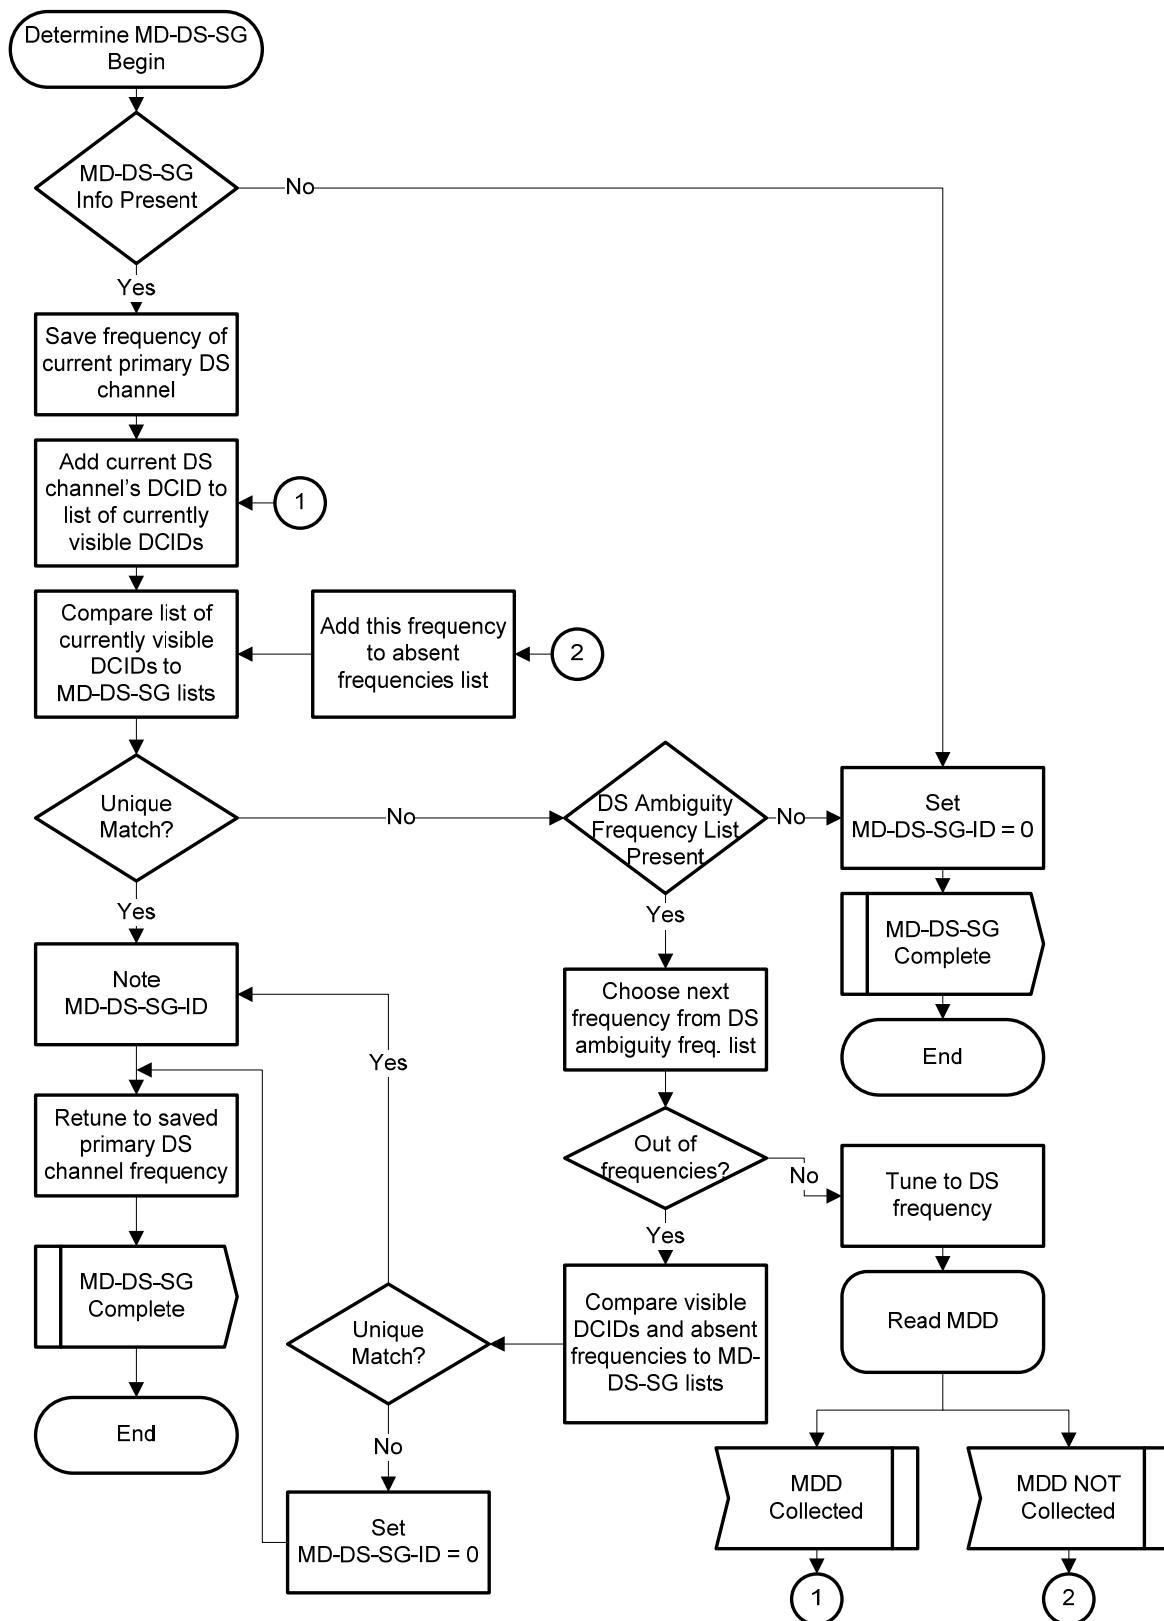 Determine MD-DS-SG
Begin
MD-DS-SG
Info Present
No
Yes
Save frequency of
current primary DS
channel
Add current DS
channel's DCID to
list of currently
visible DCIDs
1
Compare list of
currently visible
DCIDs to
MD-DS-SG lists
Add this frequency
to absent
frequencies list
2
Unique
Match?
No
DS Ambiguity
Frequency List
Present
No
Set
MD-DS-SG-ID = 0
Yes
Yes
MD-DS-SG
Complete
Note
MD-DS-SG-ID
Choose next
frequency from DS
ambiguity freq. list
End
Yes
Retune to saved
primary DS
channel frequency
Out of
frequencies?
No
Tune to DS
frequency
Yes
MD-DS-SG
Complete
Unique
Match?
Compare visible
DCIDs and absent
frequencies to MD-
DS-SG lists
Read MDD
End
No
Set
MD-DS-SG-ID = 0
MDD
Collected
MDD NOT
Collected
1
2